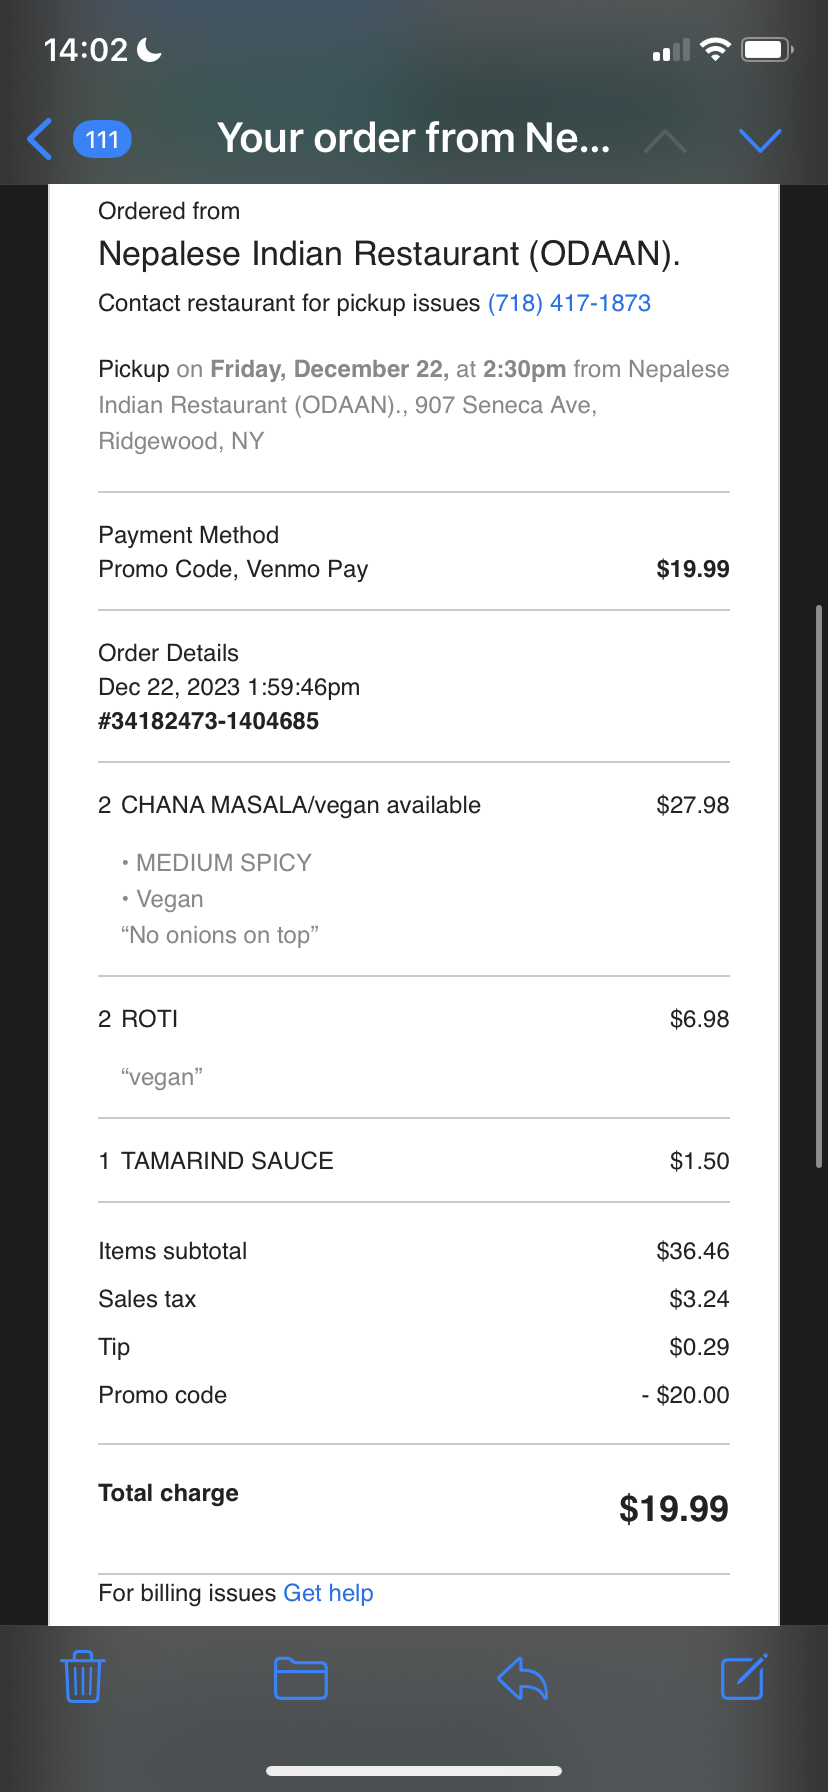 14:02
111
Your order from Ne...
Ordered from
Nepalese Indian Restaurant (ODAAN).
Contact restaurant for pickup issues (718) 417-1873
Pickup on Friday, December 22, at 2:30pm from Nepalese
Indian Restaurant (ODAAN)., 907 Seneca Ave,
Ridgewood, NY
Payment Method
Promo Code, Venmo Pay $19.99
Order Details
Dec 22, 2023 1:59:46pm
#34182473-1404685
2 CHANA MASALA/vegan available $27.98
• MEDIUM SPICY
• Vegan
“No onions on top”
2 ROTI $6.98
“vegan”
1 TAMARIND SAUCE $1.50
Items subtotal $36.46
Sales tax $3.24
Tip $0.29
Promo code - $20.00
Total charge $19.99
For billing issues Get help